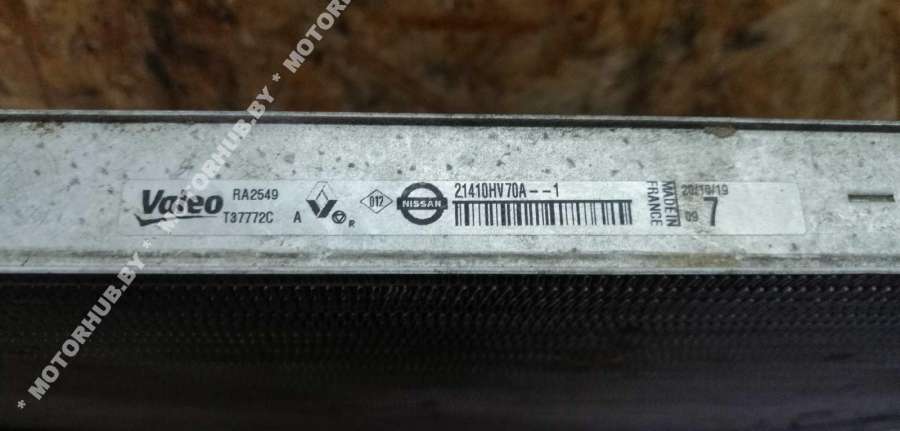 Valeo RA2549
T37772C A R
012
NISSAN
21410HV70A--1
MADE IN
FRANCE
09
7
* MOTORHUB.BY * MOTORHUB.BY * MOTORHUB.BY